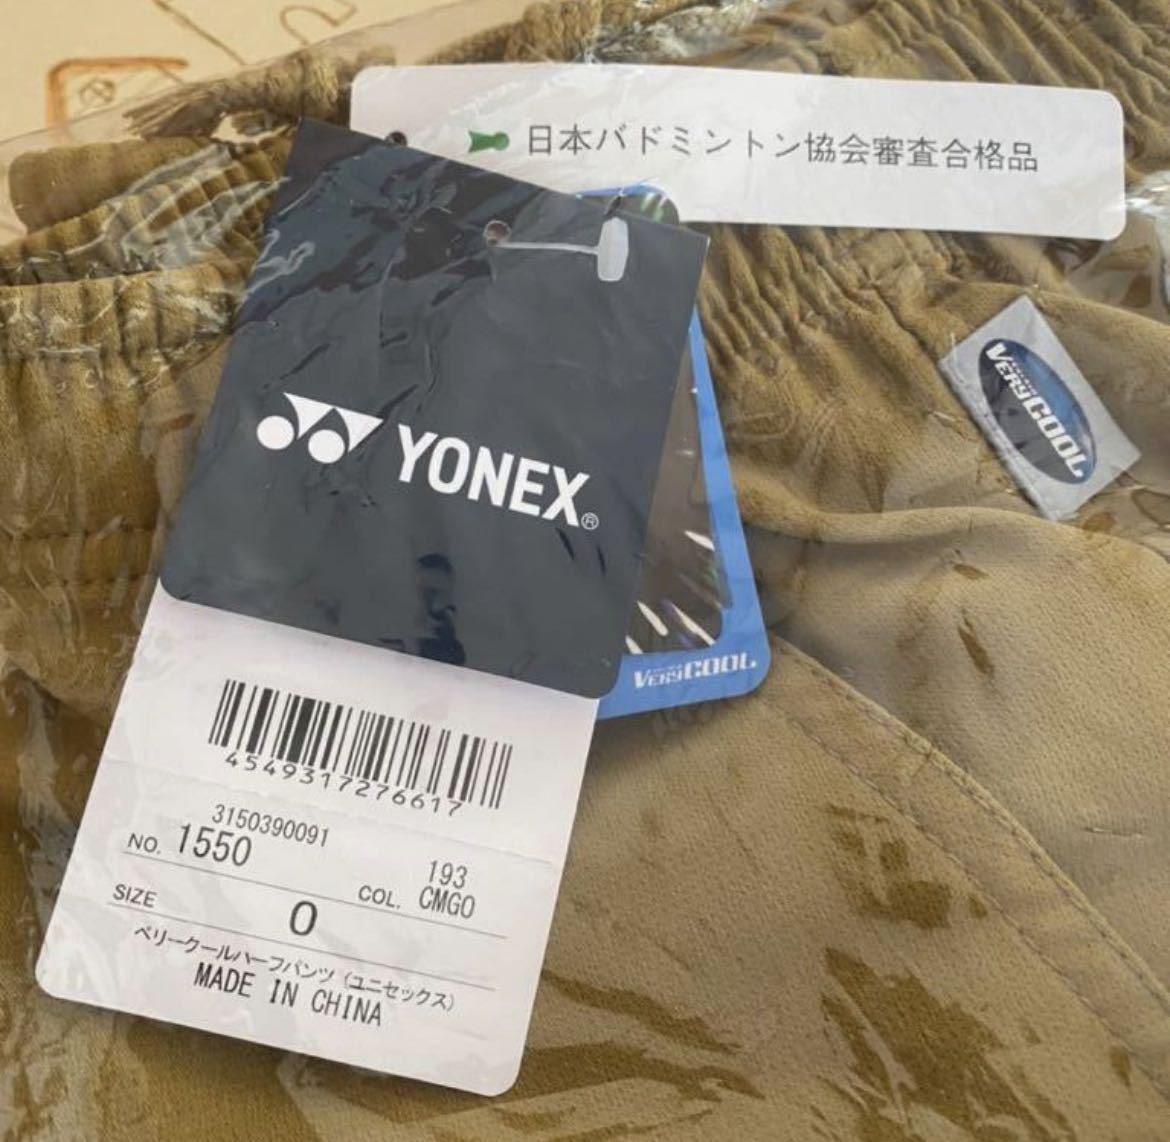 日本バドミントン協会審査合格品
YONEX®
VERYCOOL
VERYCOOL
4549317276617
3150390091
NO. 1550
193
COL. CMGO
SIZE 0
ベリークールハーフパンツ (ユニセックス)
MADE IN CHINA